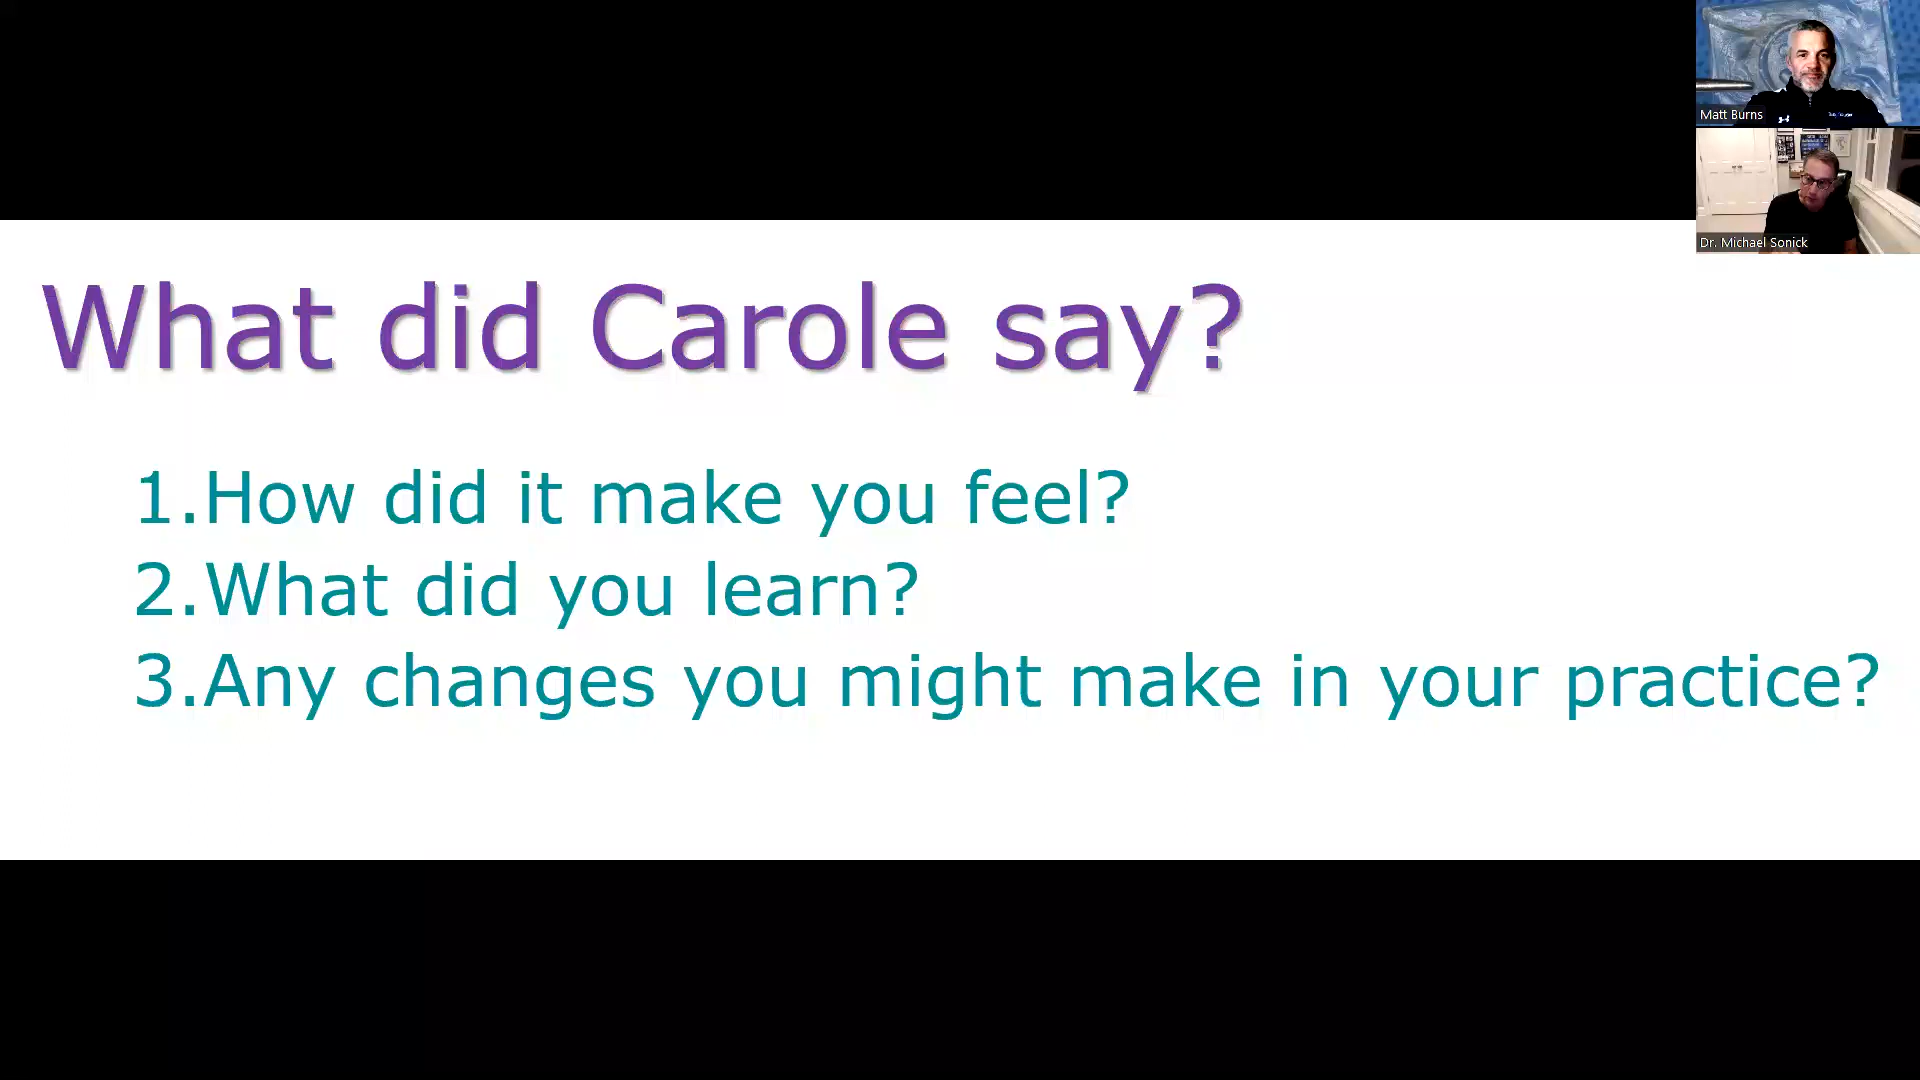 Matt Burns
Dr. Michael Sonick
What did Carole say?
1.How did it make you feel?
2.What did you learn?
3.Any changes you might make in your practice?